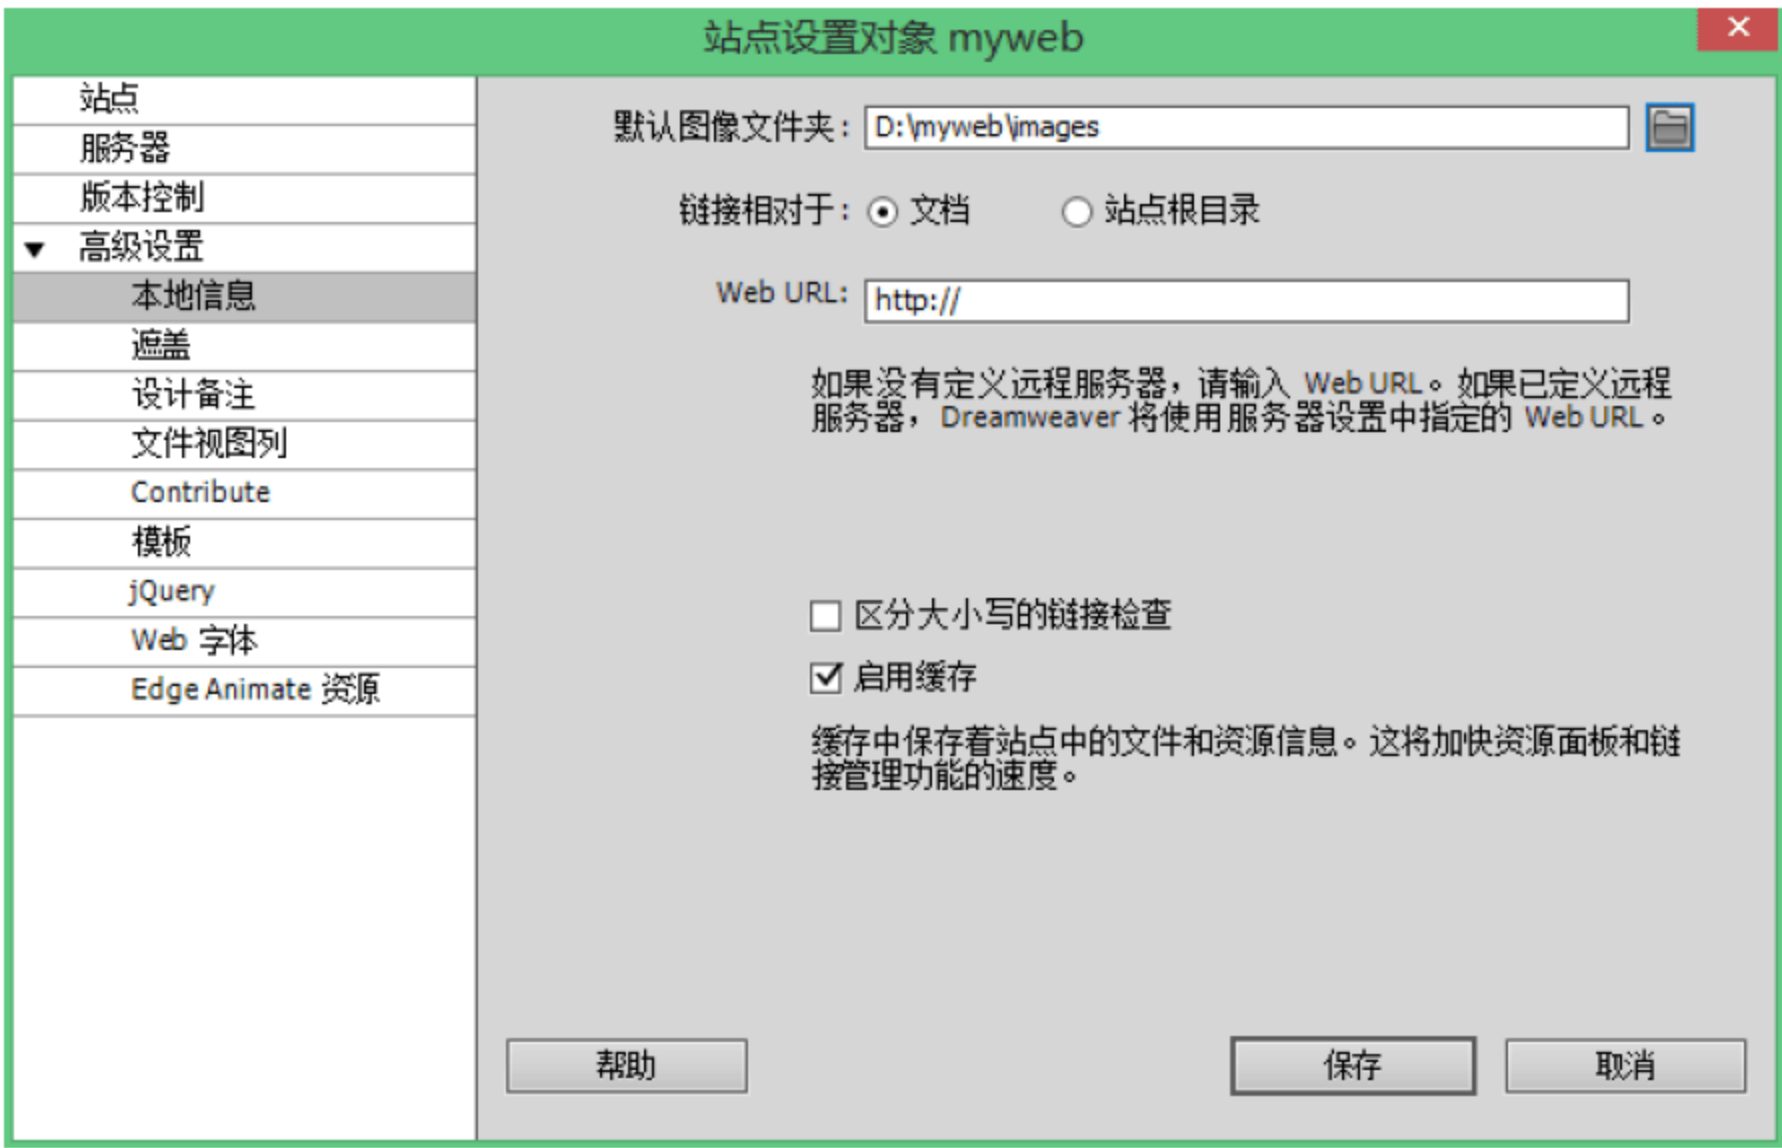 站点设置对象 myweb
站点
服务器
版本控制
高级设置
本地信息
遮盖
设计备注
文件视图列
Contribute
模板
jQuery
Web 字体
Edge Animate 资源
默认图像文件夹： D:\myweb\images
链接相对于： 文档 站点根目录
Web URL: http://
如果没有定义远程服务器，请输入 Web URL。如果已定义远程
服务器，Dreamweaver 将使用服务器设置中指定的 Web URL。
区分大小写的链接检查
启用缓存
缓存中保存着站点中的文件和资源信息。这将加快资源面板和链
接管理功能的速度。
帮助 保存 取消